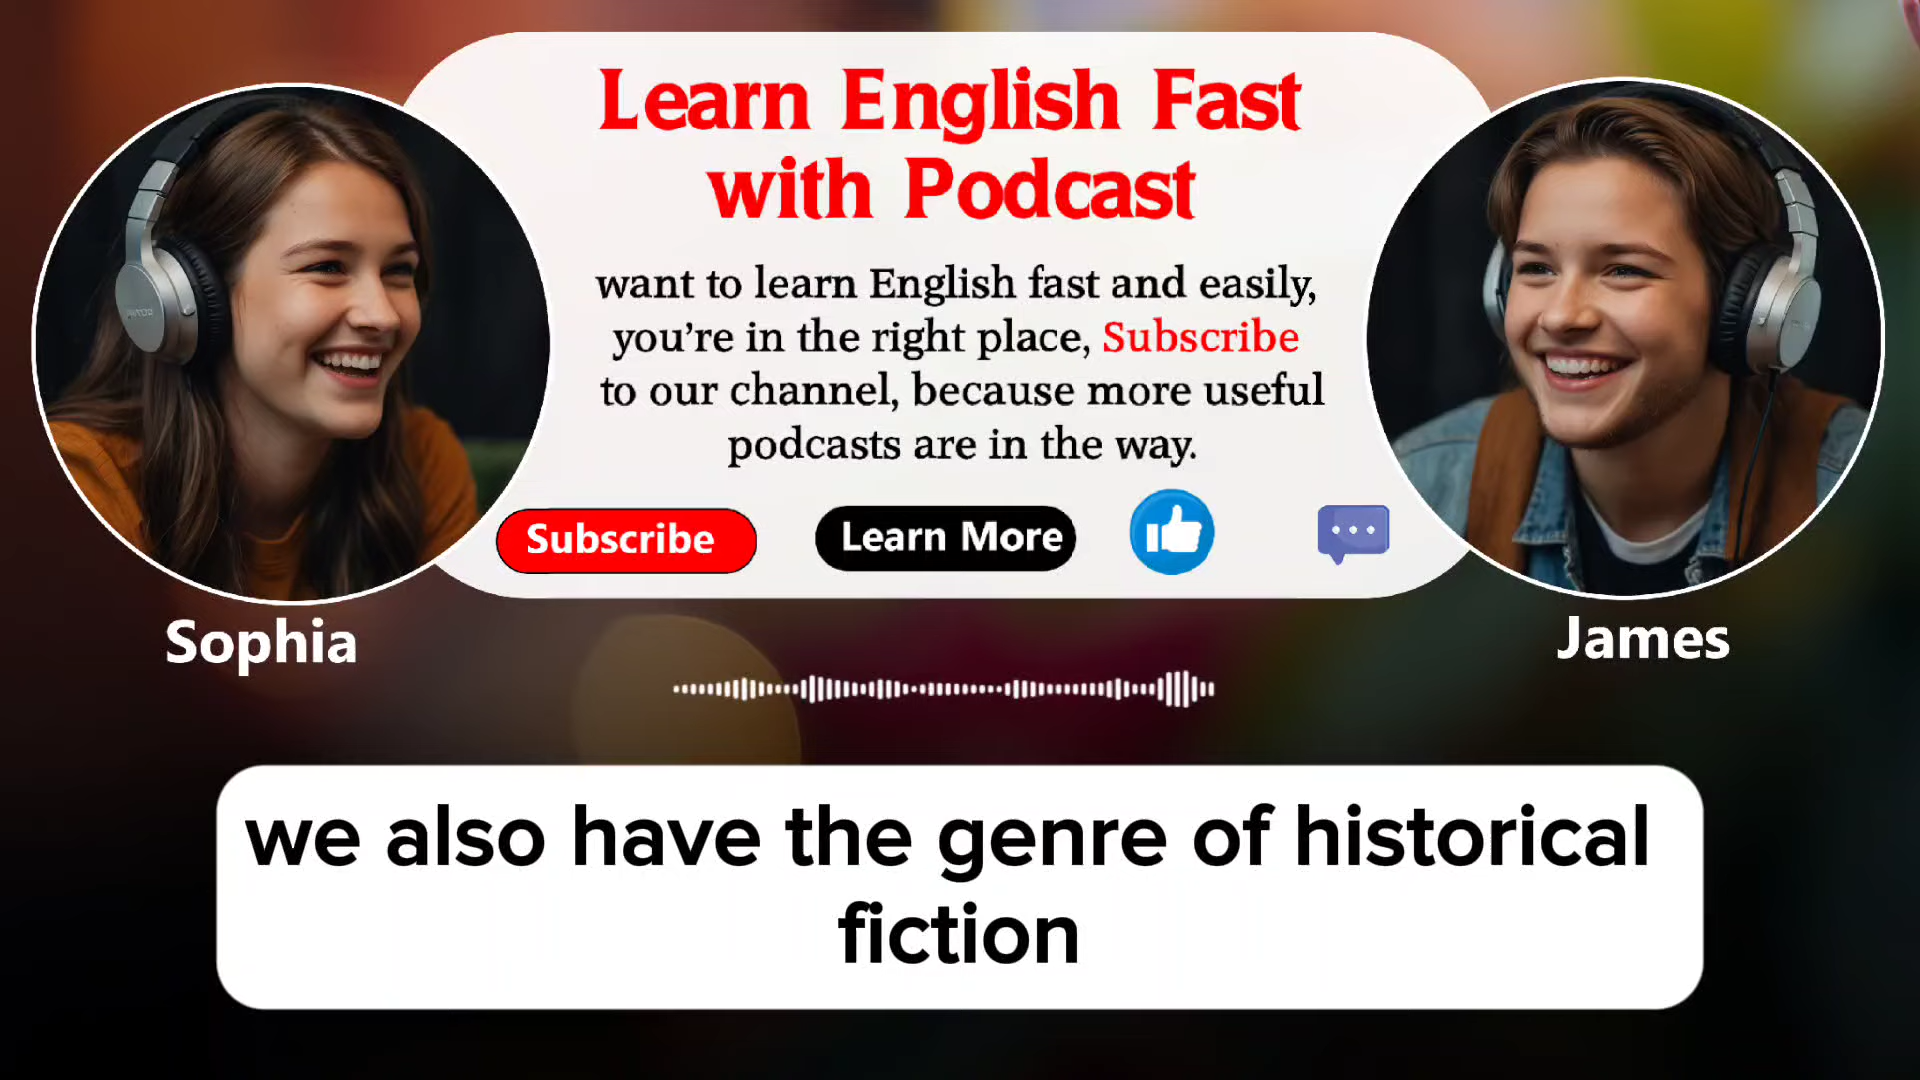 Learn English Fast
with Podcast
want to learn English fast and easily,
you're in the right place, Subscribe
to our channel, because more useful
podcasts are in the way.
Subscribe
Learn More
Sophia
James
we also have the genre of historical
fiction